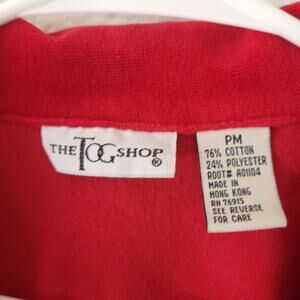 THE TOG SHOP®
PM
76% COTTON
24% POLYESTER
ROOT# A01104
MADE IN
HONG KONG
RN 76915
SEE REVERSE
FOR CARE